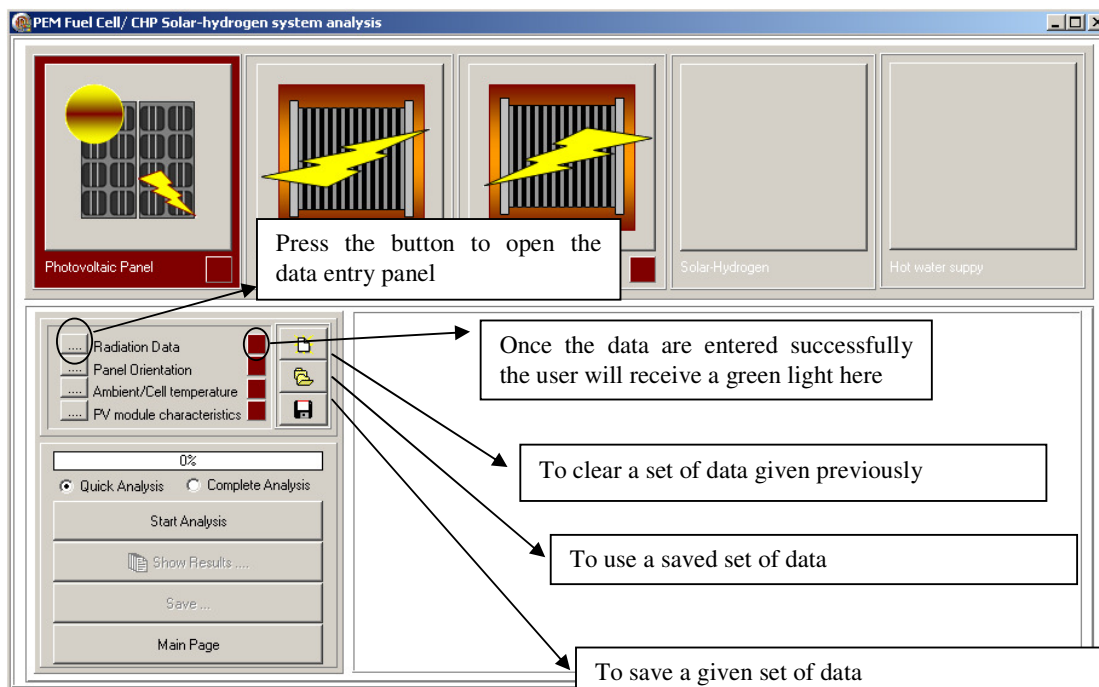 PEM Fuel Cell/ CHP Solar-hydrogen system analysis
Photovoltaic Panel
Solar-Hydrogen
Hot water suppy
Press the button to open the
data entry panel
.... Radiation Data
.... Panel Orientation
.... Ambient/Cell temperature
.... PV module characteristics
Once the data are entered successfully
the user will receive a green light here
0%
Quick Analysis
Complete Analysis
Start Analysis
Show Results ....
Save ...
Main Page
To clear a set of data given previously
To use a saved set of data
To save a given set of data